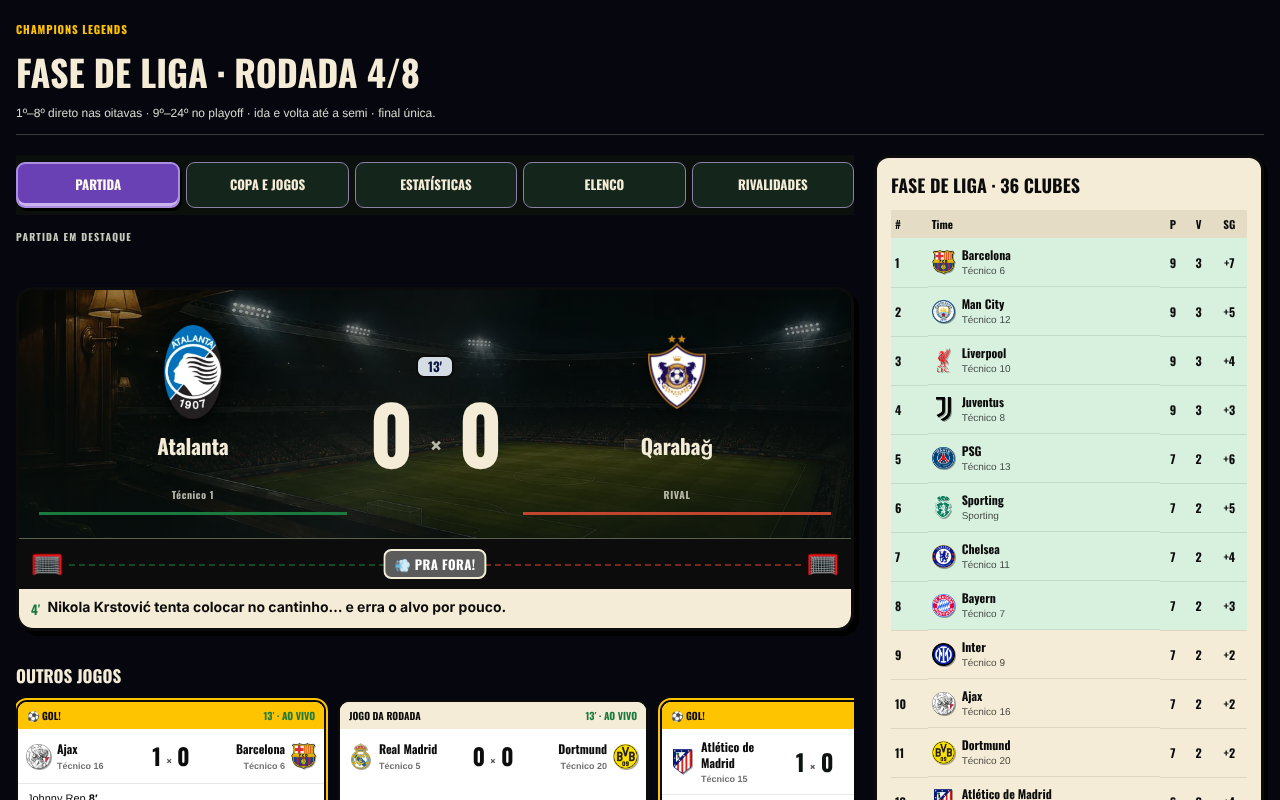 CHAMPIONS LEGENDS
FASE DE LIGA · RODADA 4/8
1º–8º direto nas oitavas · 9º–24º no playoff · ida e volta até a semi · final única.
PARTIDA
COPA E JOGOS
ESTATÍSTICAS
ELENCO
RIVALIDADES
PARTIDA EM DESTAQUE
ATALANTA
1907
13'
0 × 0
Atalanta
Qarabağ
Técnico 1
RIVAL
💨 PRA FORA!
4' Nikola Krstović tenta colocar no cantinho... e erra o alvo por pouco.
OUTROS JOGOS
⚽ GOL! 13' · AO VIVO
Ajax
Técnico 16
1 × 0
Barcelona
Técnico 6
Johnny Rep 8'
JOGO DA RODADA 13' · AO VIVO
Real Madrid
Técnico 5
0 × 0
Dortmund
Técnico 20
⚽ GOL!
Atlético de
Madrid
Técnico 15
1 × 0
FASE DE LIGA · 36 CLUBES
# Time P V SG
1 Barcelona 9 3 +7
Técnico 6
2 Man City 9 3 +5
Técnico 12
3 Liverpool 9 3 +4
Técnico 10
4 Juventus 9 3 +3
Técnico 8
5 PSG 7 2 +6
Técnico 13
6 Sporting 7 2 +5
Sporting
7 Chelsea 7 2 +4
Técnico 11
8 Bayern 7 2 +3
Técnico 7
9 Inter 7 2 +2
Técnico 9
10 Ajax 7 2 +2
Técnico 16
11 Dortmund 7 2 +2
Técnico 20
Atlético de Madrid